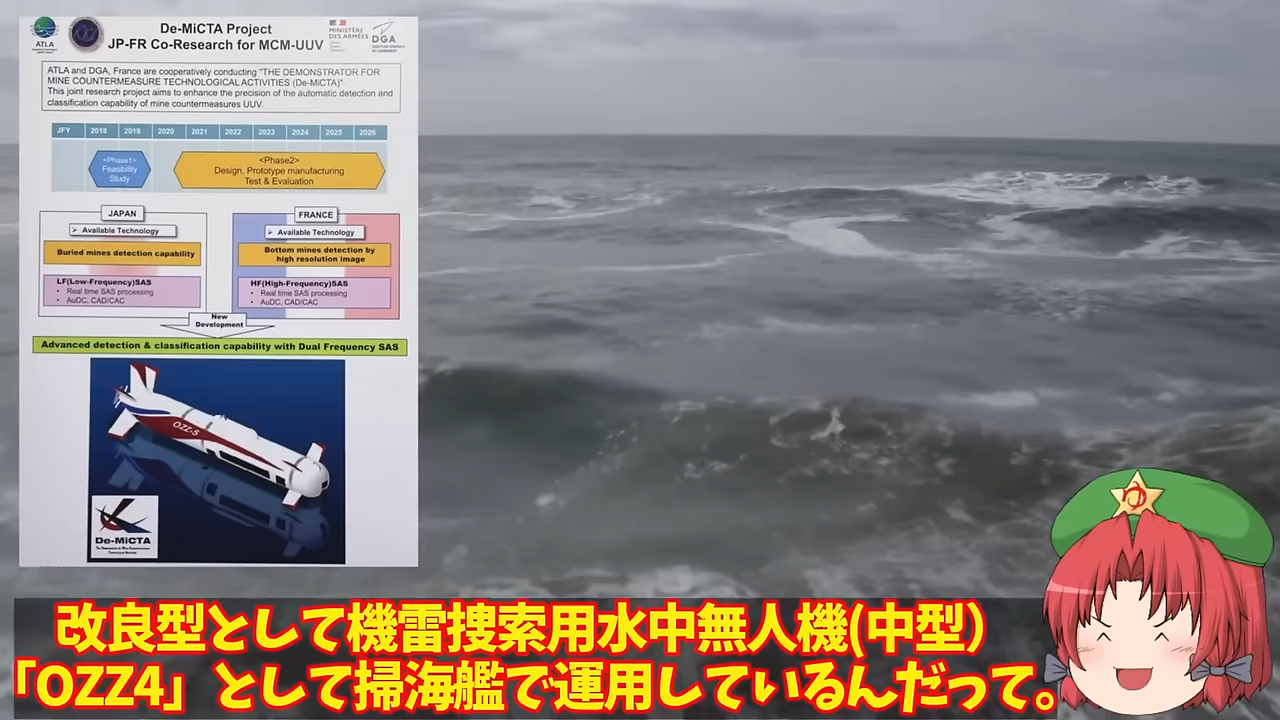 ATLA
De-MiCTA Project
JP-FR Co-Research for MCM-UUV
MINISTÈRE
DES ARMÉES
DGA
ATLA and DGA, France are cooperatively conducting "THE DEMONSTRATOR FOR
MINE COUNTERMEASURE TECHNOLOGICAL ACTIVITIES (De-MiCTA)"
This joint research project aims to enhance the precision of the automatic detection and
classification capability of mine countermeasures UUV.
JFY 2018 2019 2020 2021 2022 2023 2024 2025 2026
<Phase1>
Feasibility
Study
<Phase2>
Design, Prototype manufacturing
Test & Evaluation
JAPAN
➢ Available Technology
Buried mines detection capability
LF(Low-Frequency)SAS
• Real time SAS processing
• AuDC, CAD/CAC
FRANCE
➢ Available Technology
Bottom mines detection by
high resolution image
HF(High-Frequency)SAS
• Real time SAS processing
• AuDC, CAD/CAC
New
Development
Advanced detection & classification capability with Dual Frequency SAS
OZZ-5
De-MiCTA
改良型として機雷捜索用水中無人機(中型)
「OZZ4」として掃海艦で運用しているんだって。